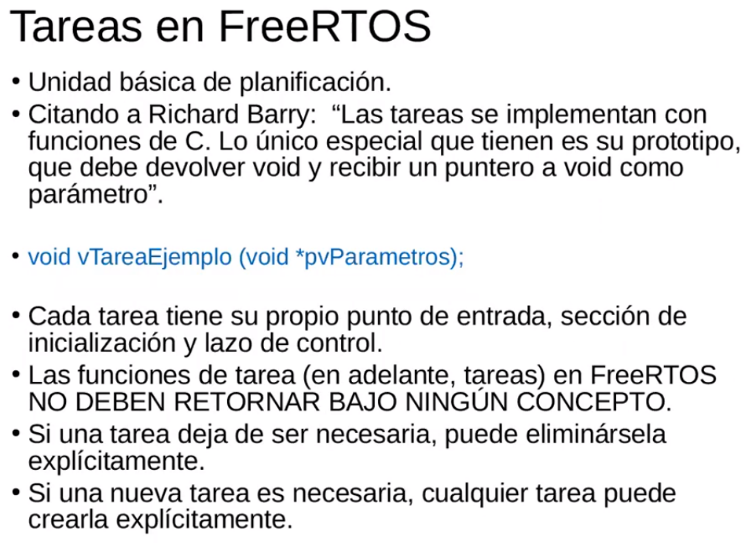 Tareas en FreeRTOS
• Unidad básica de planificación.
• Citando a Richard Barry:  “Las tareas se implementan con
funciones de C. Lo único especial que tienen es su prototipo,
que debe devolver void y recibir un puntero a void como
parámetro”.
• void vTareaEjemplo (void *pvParametros);
• Cada tarea tiene su propio punto de entrada, sección de
inicialización y lazo de control.
• Las funciones de tarea (en adelante, tareas) en FreeRTOS
NO DEBEN RETORNAR BAJO NINGÚN CONCEPTO.
• Si una tarea deja de ser necesaria, puede eliminársela
explícitamente.
• Si una nueva tarea es necesaria, cualquier tarea puede
crearla explícitamente.